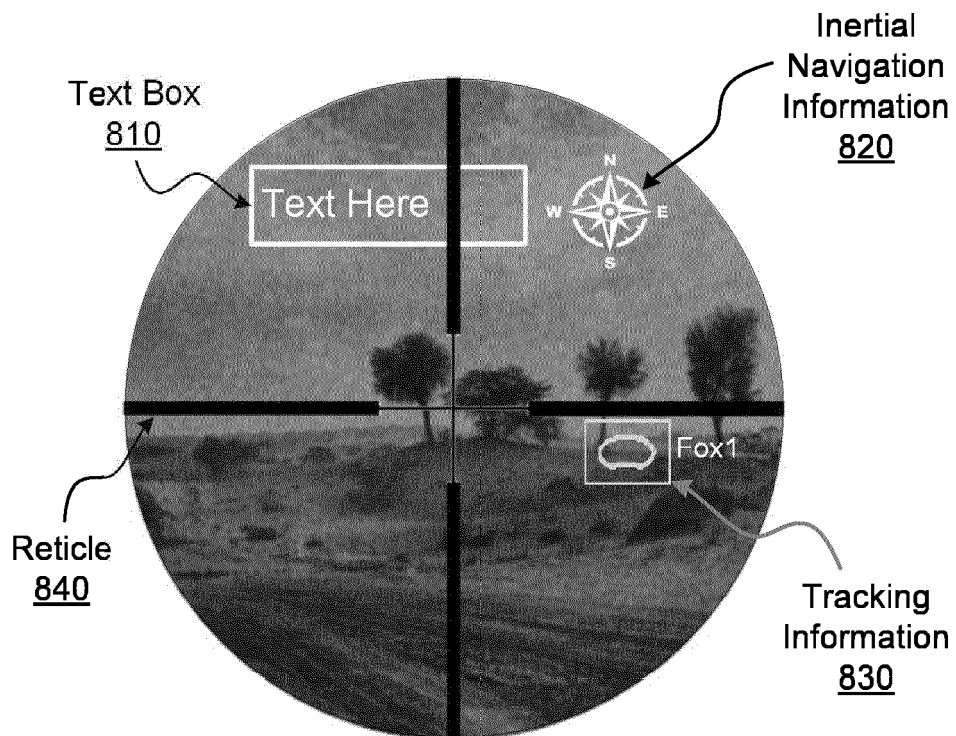 Text Box
810
Inertial
Navigation
Information
820
Text Here
N
W E
S
Fox1
Reticle
840
Tracking
Information
830